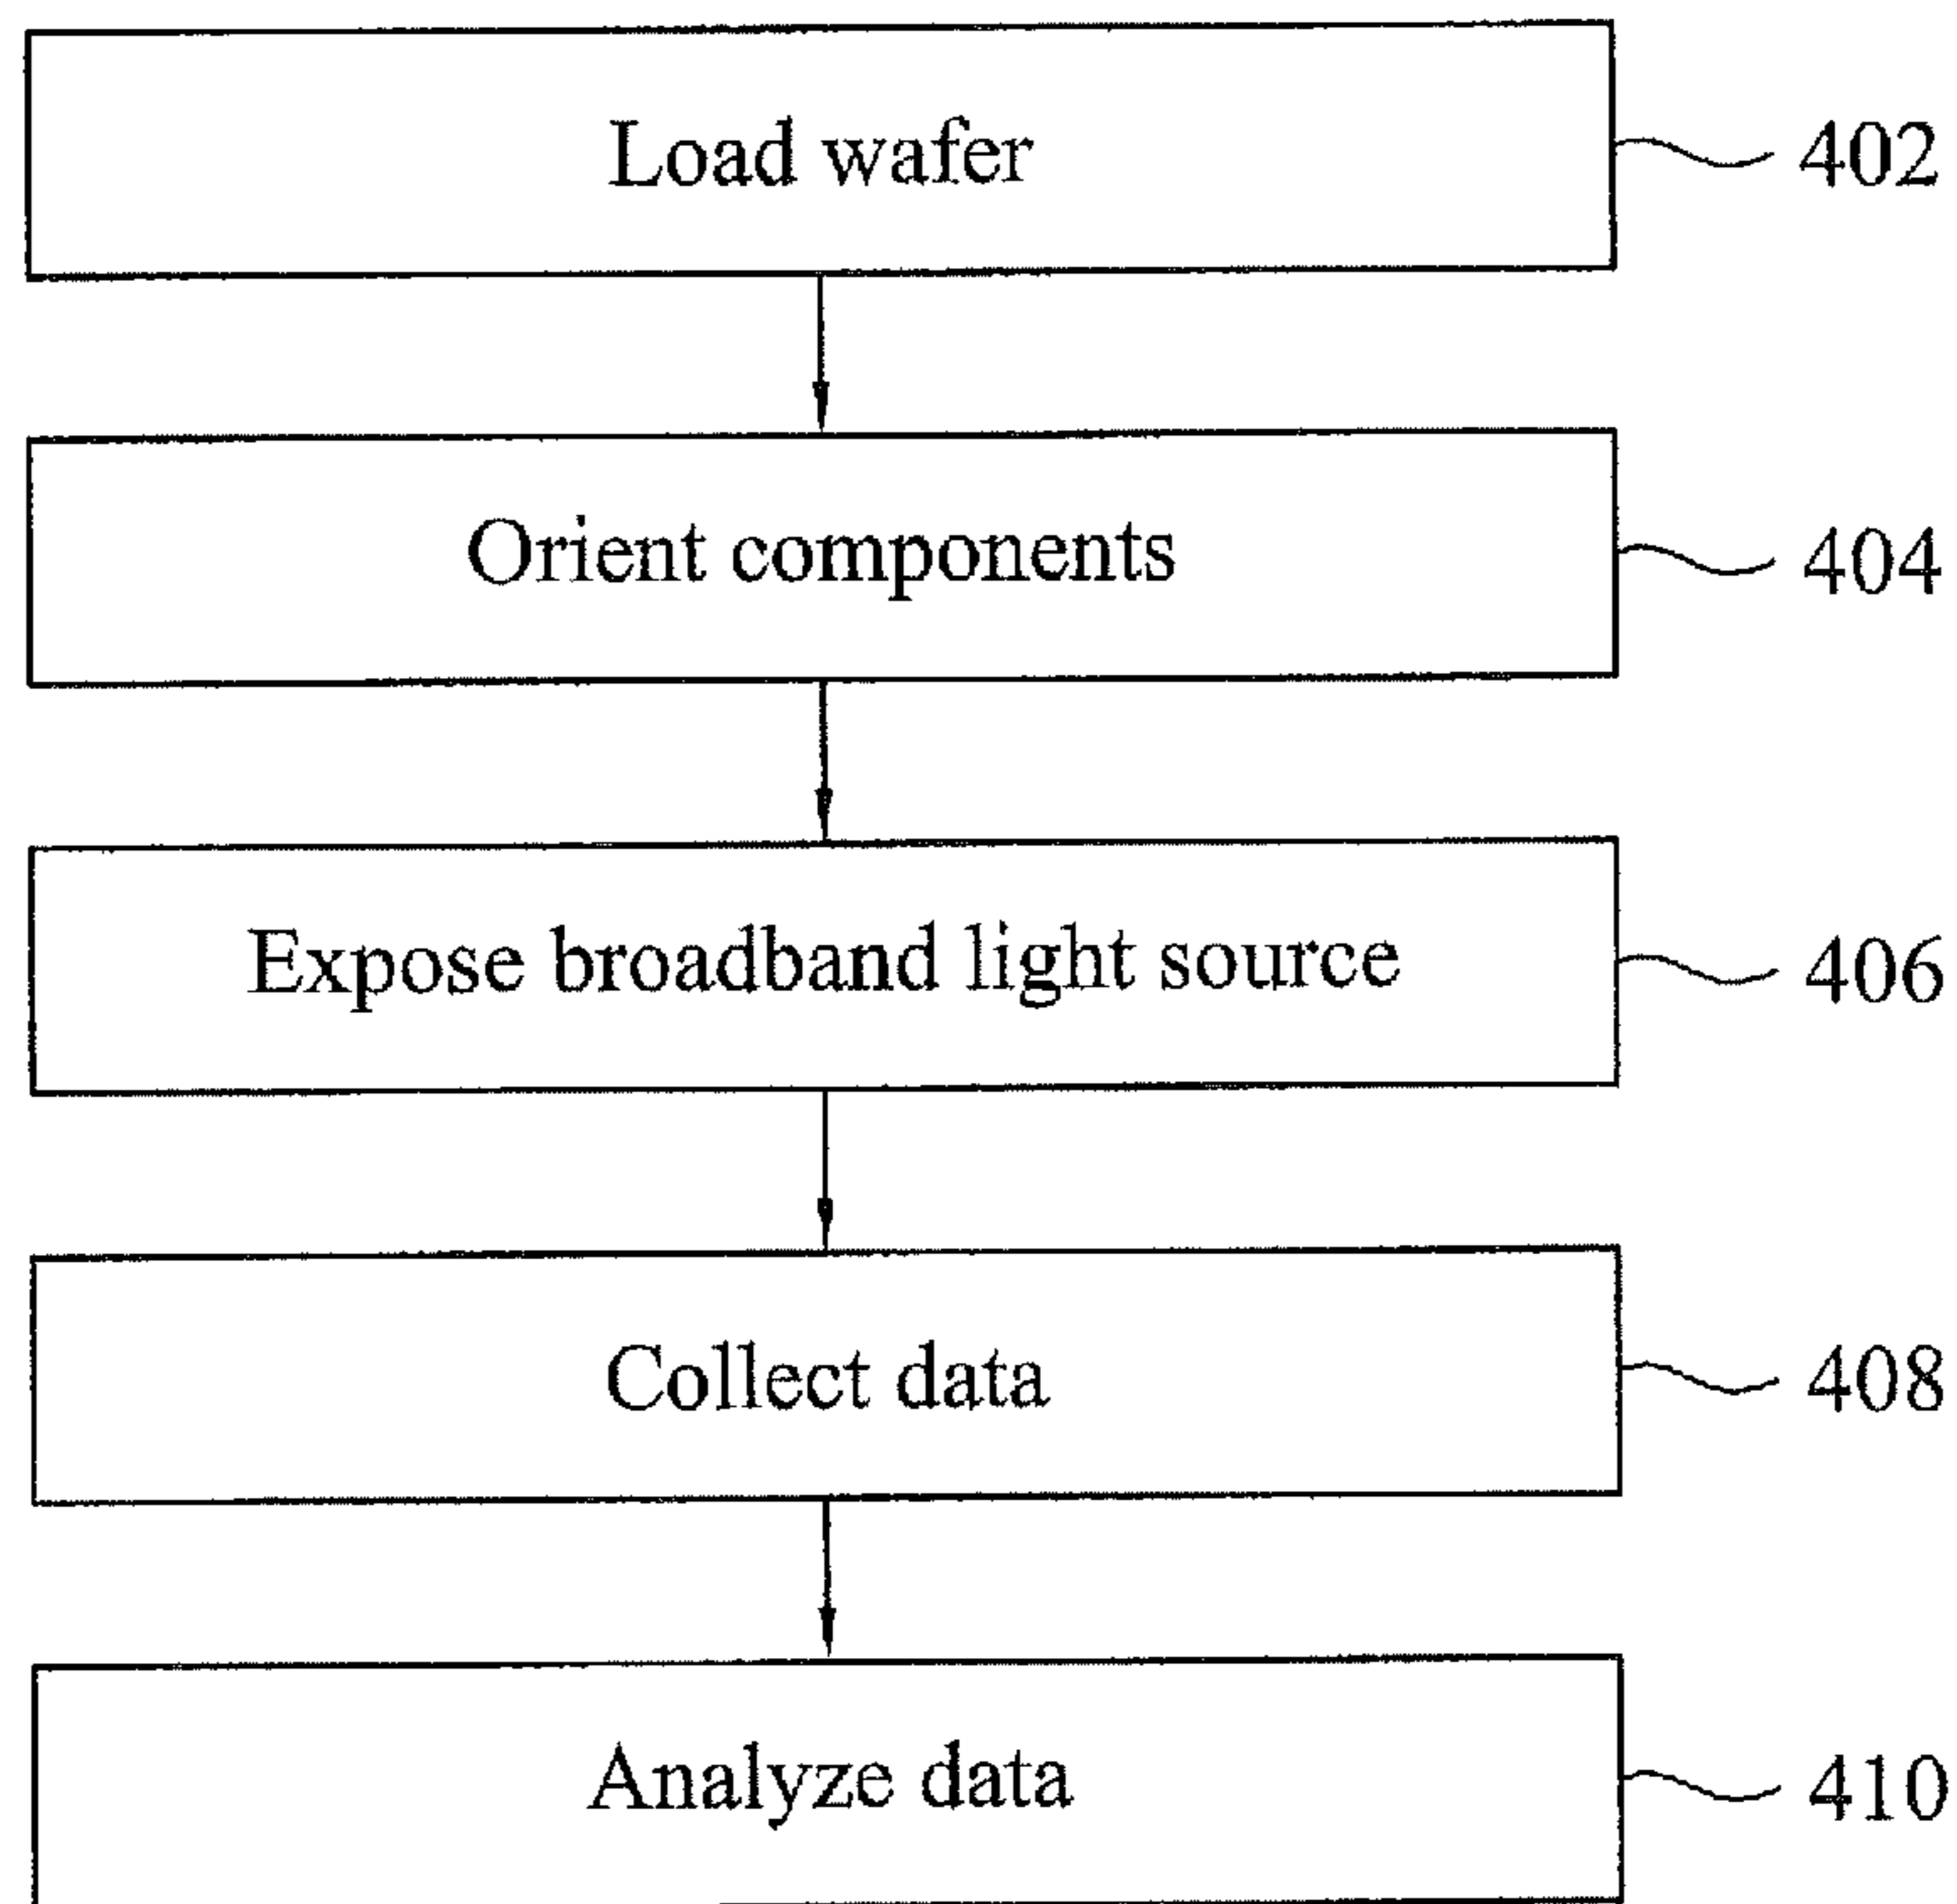 Load wafer 402
Orient components 404
Expose broadband light source 406
Collect data 408
Analyze data 410